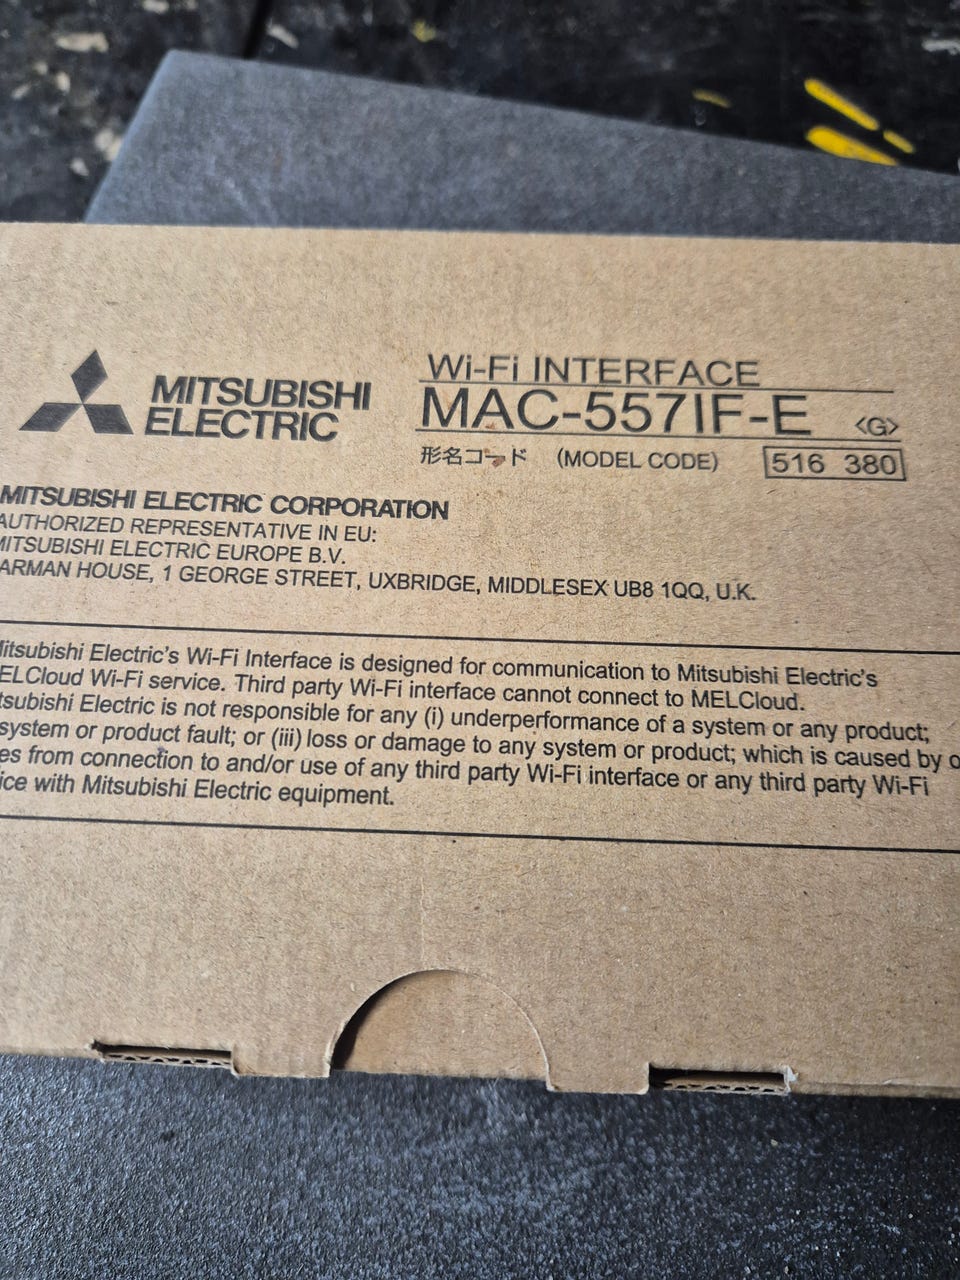 MITSUBISHI
ELECTRIC
Wi-Fi INTERFACE
MAC-557IF-E <G>
形名コード (MODEL CODE) 516 380
MITSUBISHI ELECTRIC CORPORATION
AUTHORIZED REPRESENTATIVE IN EU:
MITSUBISHI ELECTRIC EUROPE B.V.
ARMAN HOUSE, 1 GEORGE STREET, UXBRIDGE, MIDDLESEX UB8 1QQ, U.K.
itsubishi Electric's Wi-Fi Interface is designed for communication to Mitsubishi Electric's
ELCloud Wi-Fi service. Third party Wi-Fi interface cannot connect to MELCloud.
tsubishi Electric is not responsible for any (i) underperformance of a system or any product;
system or product fault; or (iii) loss or damage to any system or product; which is caused by o
es from connection to and/or use of any third party Wi-Fi interface or any third party Wi-Fi
ice with Mitsubishi Electric equipment.